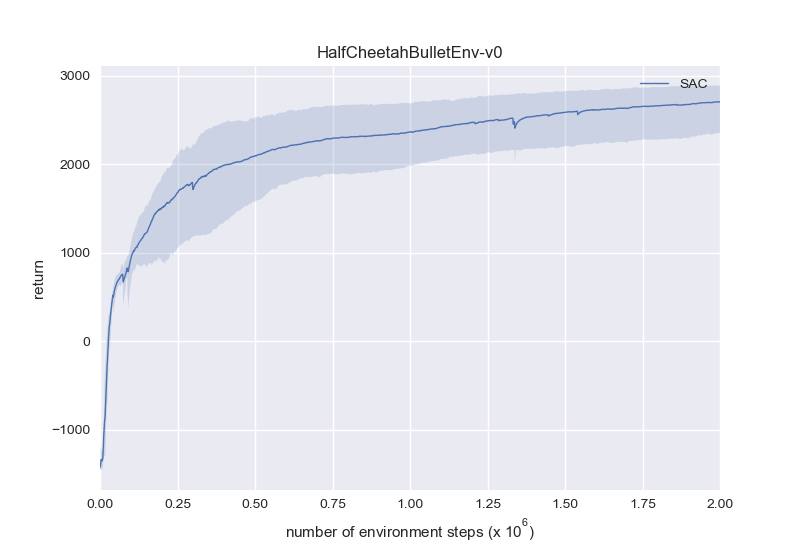 HalfCheetahBulletEnv-v0
SAC
3000
2000
1000
0
−1000
return
0.00 0.25 0.50 0.75 1.00 1.25 1.50 1.75 2.00
number of environment steps (x 10^6)